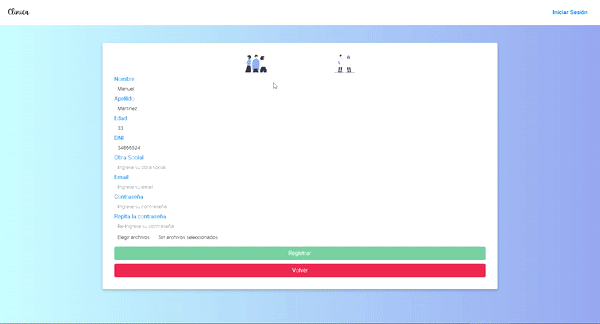 Clinica
Iniciar Sesión
Nombre
Manuel
Apellido
Martinez
Edad
33
DNI
Obra Social
Ingrese su obra social
Email
Ingrese su email
Contraseña
Ingrese su contraseña
Repita la contraseña
Re-Ingrese su contraseña
Elegir archivos Sin archivos seleccionados
Registrar
Volver